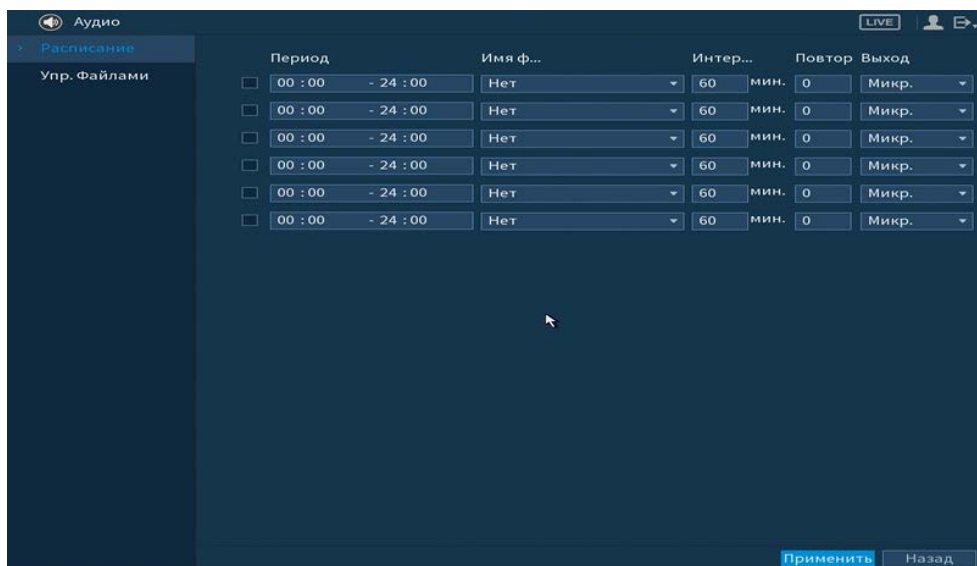 Аудио LIVE
Расписание
Упр. Файлами
Период Имя ф... Интер... Повтор Выход
00 : 00 - 24 : 00 Нет 60 мин. 0 Микр.
00 : 00 - 24 : 00 Нет 60 мин. 0 Микр.
00 : 00 - 24 : 00 Нет 60 мин. 0 Микр.
00 : 00 - 24 : 00 Нет 60 мин. 0 Микр.
00 : 00 - 24 : 00 Нет 60 мин. 0 Микр.
00 : 00 - 24 : 00 Нет 60 мин. 0 Микр.
Применить Назад